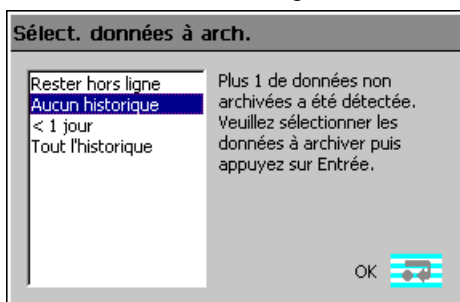 Sélect. données à arch.
Rester hors ligne
Aucun historique
< 1 jour
Tout l'historique
Plus 1 de données non
archivées a été détectée.
Veuillez sélectionner les
données à archiver puis
appuyez sur Entrée.
OK